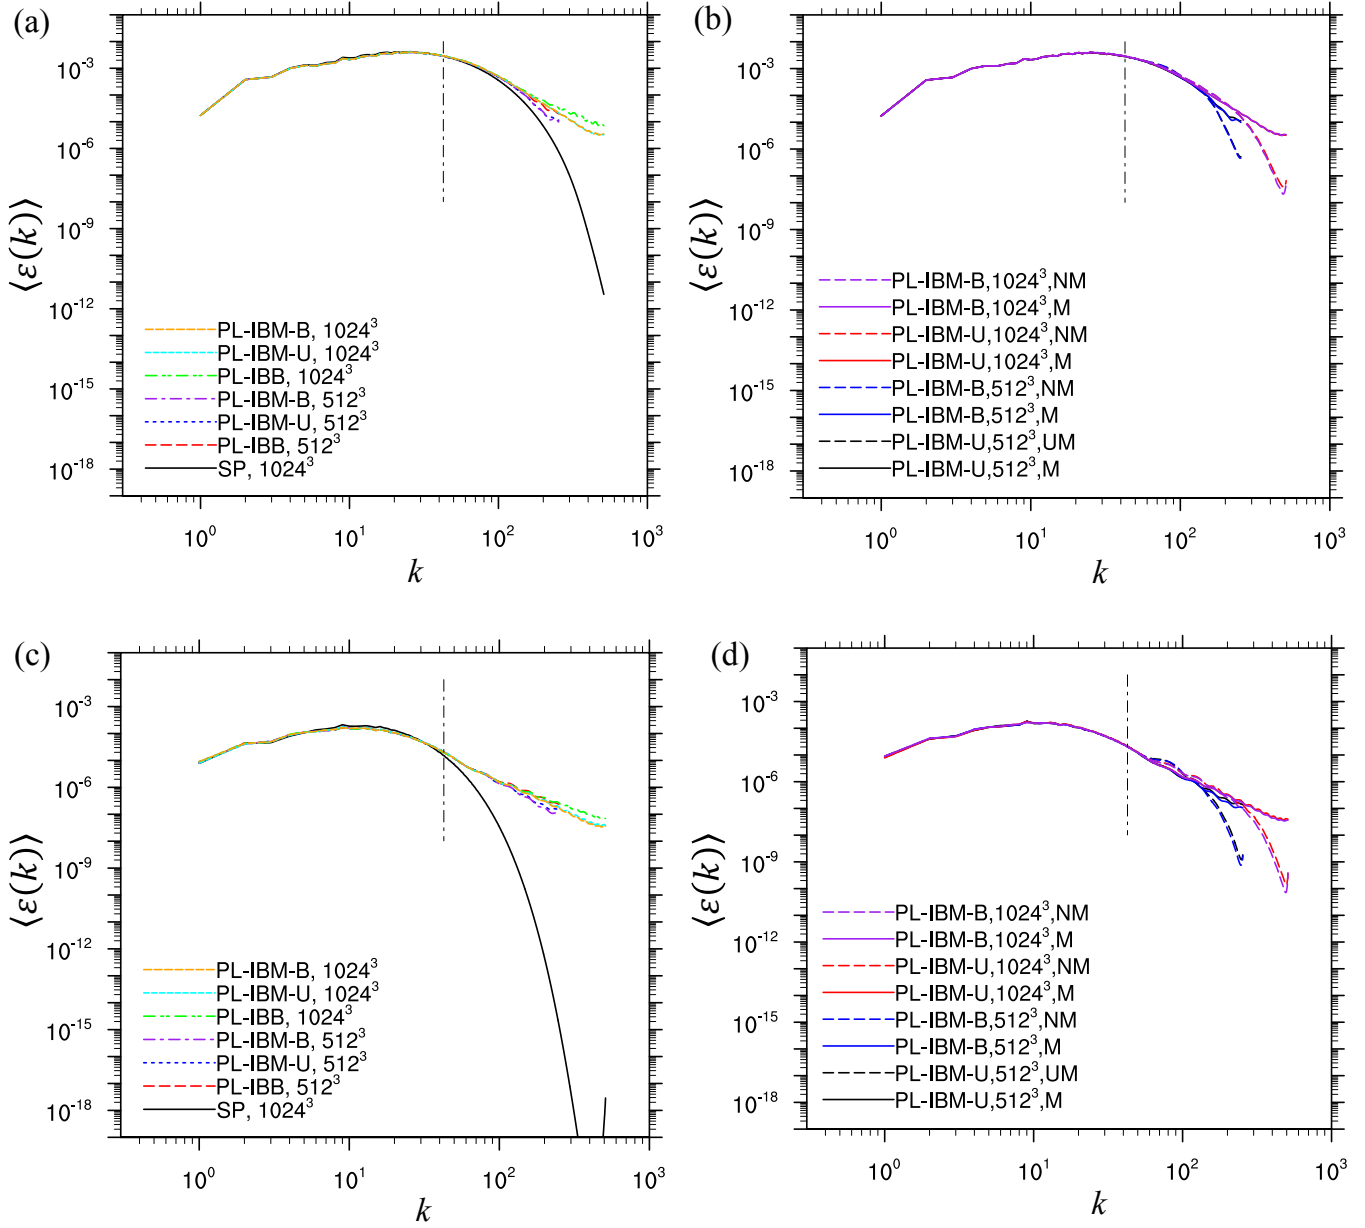 (a)
10^-3
10^-6
10^-9
10^-12
10^-15
10^-18
⟨ε(k)⟩
PL-IBM-B, 1024^3
PL-IBM-U, 1024^3
PL-IBB, 1024^3
PL-IBM-B, 512^3
PL-IBM-U, 512^3
PL-IBB, 512^3
SP, 1024^3
10^0 10^1 10^2 10^3
k
(b)
10^-3
10^-6
10^-9
10^-12
10^-15
10^-18
⟨ε(k)⟩
PL-IBM-B,1024^3,NM
PL-IBM-B,1024^3,M
PL-IBM-U,1024^3,NM
PL-IBM-U,1024^3,M
PL-IBM-B,512^3,NM
PL-IBM-B,512^3,M
PL-IBM-U,512^3,UM
PL-IBM-U,512^3,M
10^0 10^1 10^2 10^3
k
(c)
10^-3
10^-6
10^-9
10^-12
10^-15
10^-18
⟨ε(k)⟩
PL-IBM-B, 1024^3
PL-IBM-U, 1024^3
PL-IBB, 1024^3
PL-IBM-B, 512^3
PL-IBM-U, 512^3
PL-IBB, 512^3
SP, 1024^3
10^0 10^1 10^2 10^3
k
(d)
10^-3
10^-6
10^-9
10^-12
10^-15
10^-18
⟨ε(k)⟩
PL-IBM-B,1024^3,NM
PL-IBM-B,1024^3,M
PL-IBM-U,1024^3,NM
PL-IBM-U,1024^3,M
PL-IBM-B,512^3,NM
PL-IBM-B,512^3,M
PL-IBM-U,512^3,UM
PL-IBM-U,512^3,M
10^0 10^1 10^2 10^3
k